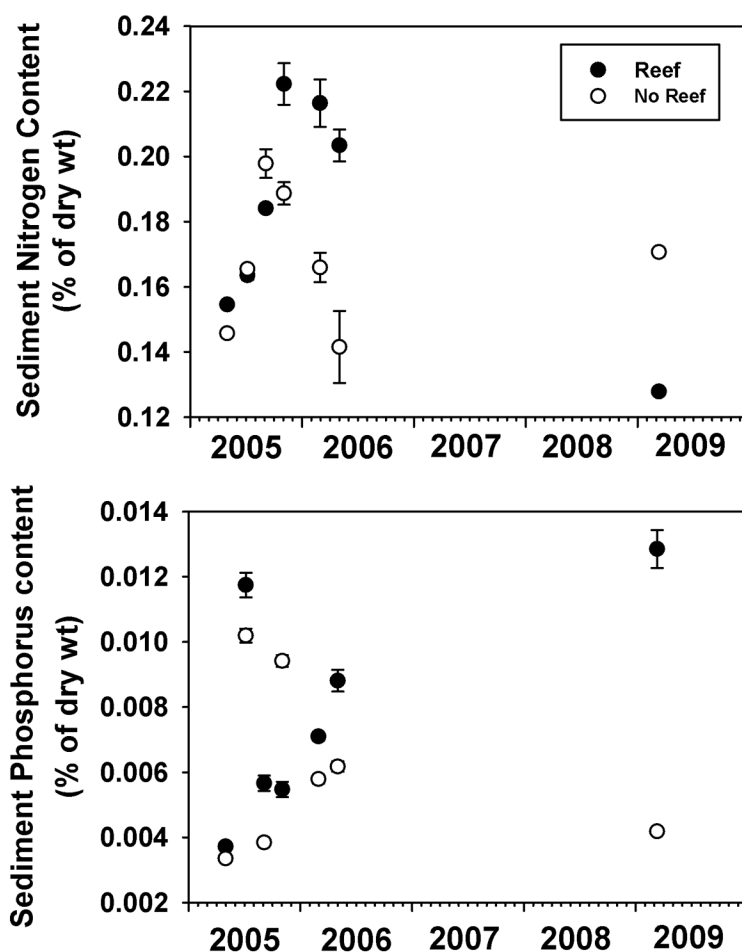 Sediment Nitrogen Content
(% of dry wt)
0.24
0.22
0.20
0.18
0.16
0.14
0.12
Reef
No Reef
2005 2006 2007 2008 2009
Sediment Phosphorus content
(% of dry wt)
0.014
0.012
0.010
0.008
0.006
0.004
0.002
2005 2006 2007 2008 2009